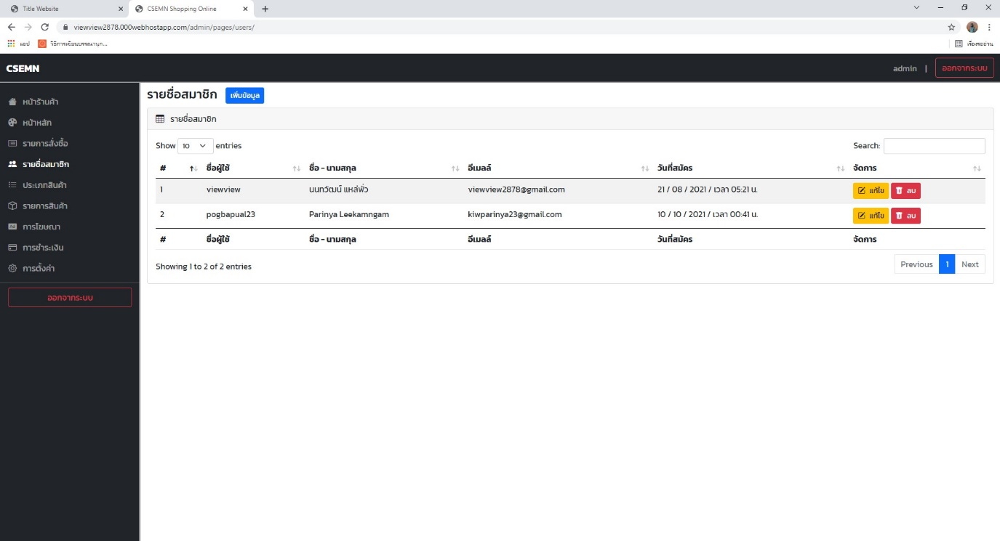 Title Website
CSEMN Shopping Online
viewview2878.000webhostapp.com/admin/pages/users/
แอป
วิธีการเขียนบรรณานุก...
เรื่องรออ่าน
CSEMN
admin | ออกจากระบบ
หน้าร้านค้า
หน้าหลัก
รายการสั่งซื้อ
รายชื่อสมาชิก
ประเภทสินค้า
รายการสินค้า
การโฆษณา
การชำระเงิน
การตั้งค่า
ออกจากระบบ
รายชื่อสมาชิก เพิ่มข้อมูล
รายชื่อสมาชิก
Show 10 entries
Search:
# ชื่อผู้ใช้ ชื่อ - นามสกุล อีเมลล์ วันที่สมัคร จัดการ
1 viewview นนทวัฒน์ แหล่พั่ว viewview2878@gmail.com 21 / 08 / 2021 / เวลา 05:21 น. แก้ไข ลบ
2 pogbapual23 Parinya Leekamngam kiwparinya23@gmail.com 10 / 10 / 2021 / เวลา 00:41 น. แก้ไข ลบ
# ชื่อผู้ใช้ ชื่อ - นามสกุล อีเมลล์ วันที่สมัคร จัดการ
Showing 1 to 2 of 2 entries
Previous 1 Next